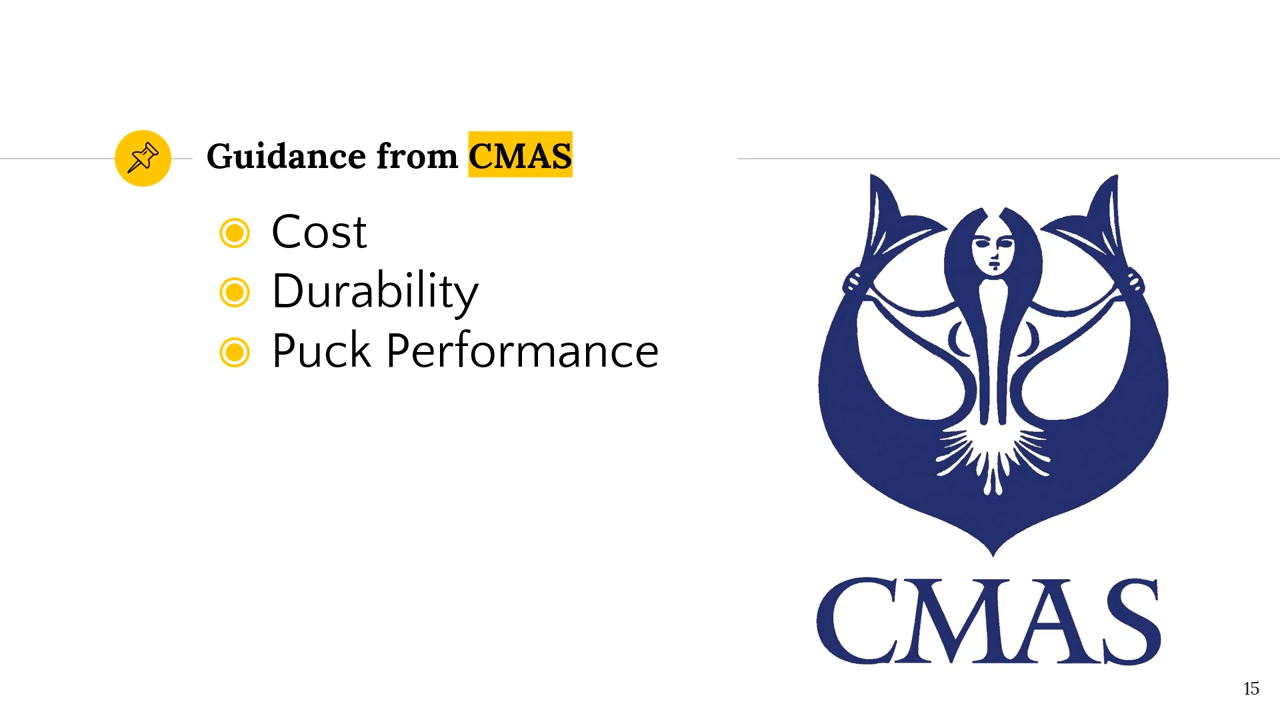 Guidance from CMAS
Cost
Durability
Puck Performance
CMAS
15